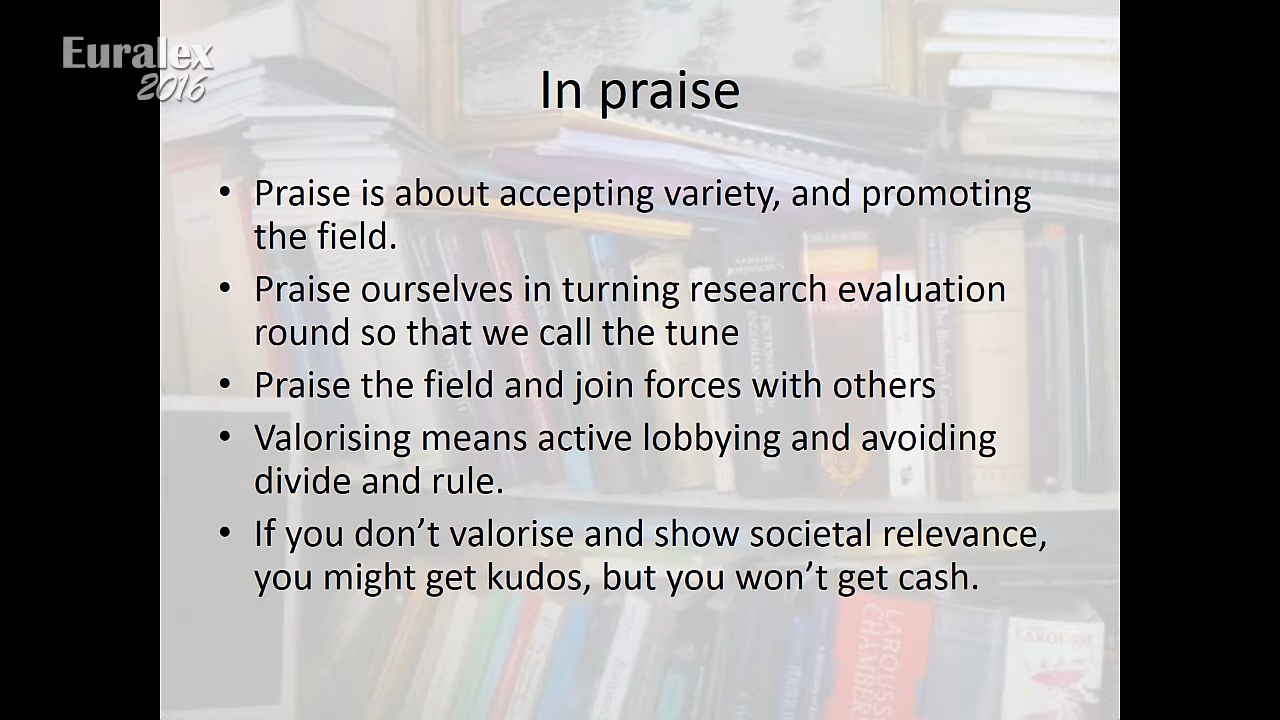 Euralex
2016
In praise
• Praise is about accepting variety, and promoting
the field.
• Praise ourselves in turning research evaluation
round so that we call the tune
• Praise the field and join forces with others
• Valorising means active lobbying and avoiding
divide and rule.
• If you don’t valorise and show societal relevance,
you might get kudos, but you won’t get cash.
LAROUSSE
CHAMBERS
LAROUSSE